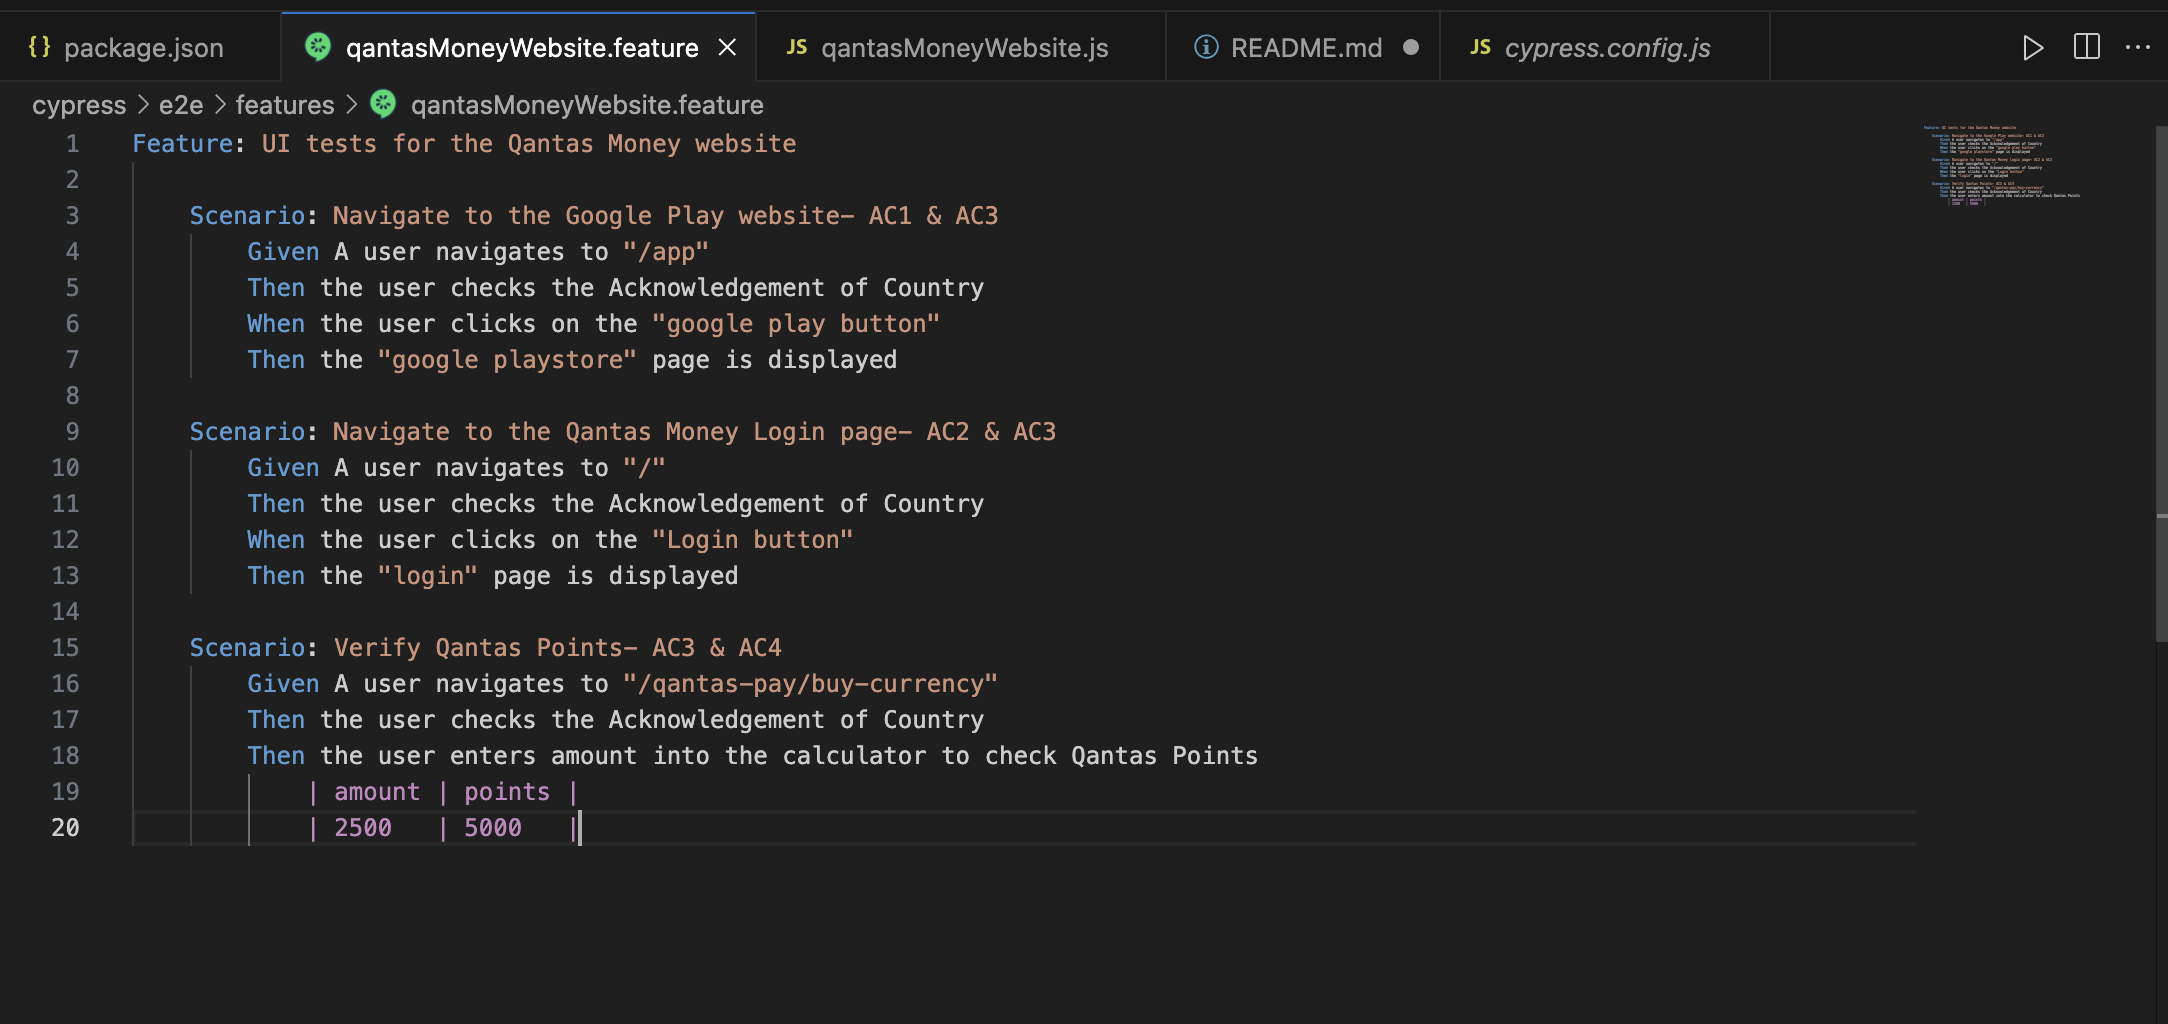 {} package.json qantasMoneyWebsite.feature JS qantasMoneyWebsite.js README.md JS cypress.config.js
cypress > e2e > features > qantasMoneyWebsite.feature
1 Feature: UI tests for the Qantas Money website
2
3 Scenario: Navigate to the Google Play website- AC1 & AC3
4 Given A user navigates to "/app"
5 Then the user checks the Acknowledgement of Country
6 When the user clicks on the "google play button"
7 Then the "google playstore" page is displayed
8
9 Scenario: Navigate to the Qantas Money Login page- AC2 & AC3
10 Given A user navigates to "/"
11 Then the user checks the Acknowledgement of Country
12 When the user clicks on the "Login button"
13 Then the "login" page is displayed
14
15 Scenario: Verify Qantas Points- AC3 & AC4
16 Given A user navigates to "/qantas-pay/buy-currency"
17 Then the user checks the Acknowledgement of Country
18 Then the user enters amount into the calculator to check Qantas Points
19 | amount | points |
20 | 2500 | 5000 |